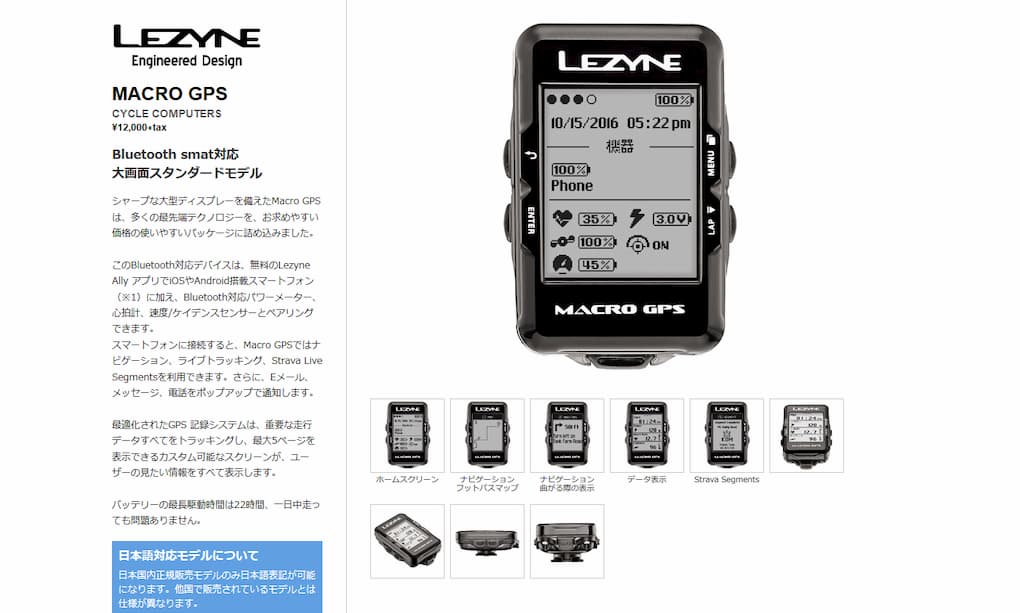 LEZYNE
Engineered Design
MACRO GPS
CYCLE COMPUTERS
¥12,000+tax
Bluetooth smat対応
大画面スタンダードモデル
シャープな大型ディスプレーを備えたMacro GPS
は、多くの最先端テクノロジーを、お求めやすい
価格の使いやすいパッケージに詰め込みました。
このBluetooth対応デバイスは、無料のLezyne
Ally アプリでiOSやAndroid搭載スマートフォン
（※1）に加え、Bluetooth対応パワーメーター、
心拍計、速度/ケイデンスセンサーとペアリング
できます。
スマートフォンに接続すると、Macro GPSではナ
ビゲーション、ライブトラッキング、Strava Live
Segmentsを利用できます。さらに、Eメール、
メッセージ、電話をポップアップで通知します。
最適化されたGPS 記録システムは、重要な走行
データすべてをトラッキングし、最大5ページを
表示できるカスタム可能なスクリーンが、ユー
ザーの見たい情報をすべて表示します。
バッテリーの最長駆動時間は22時間、一日中走っ
ても問題ありません。
日本語対応モデルについて
日本国内正規販売モデルのみ日本語表記が可能
になります。他国で販売されているモデルとは
仕様が異なります。
LEZYNE
100%
10/15/2016 05:22pm
機器
100%
Phone
35% 3.0V
100% ON
45%
MENU
ENTER
LAP
MACRO GPS
ホームスクリーン
ナビゲーション
フットパスマップ
ナビゲーション
曲がる際の表示
データ表示
Strava Segments